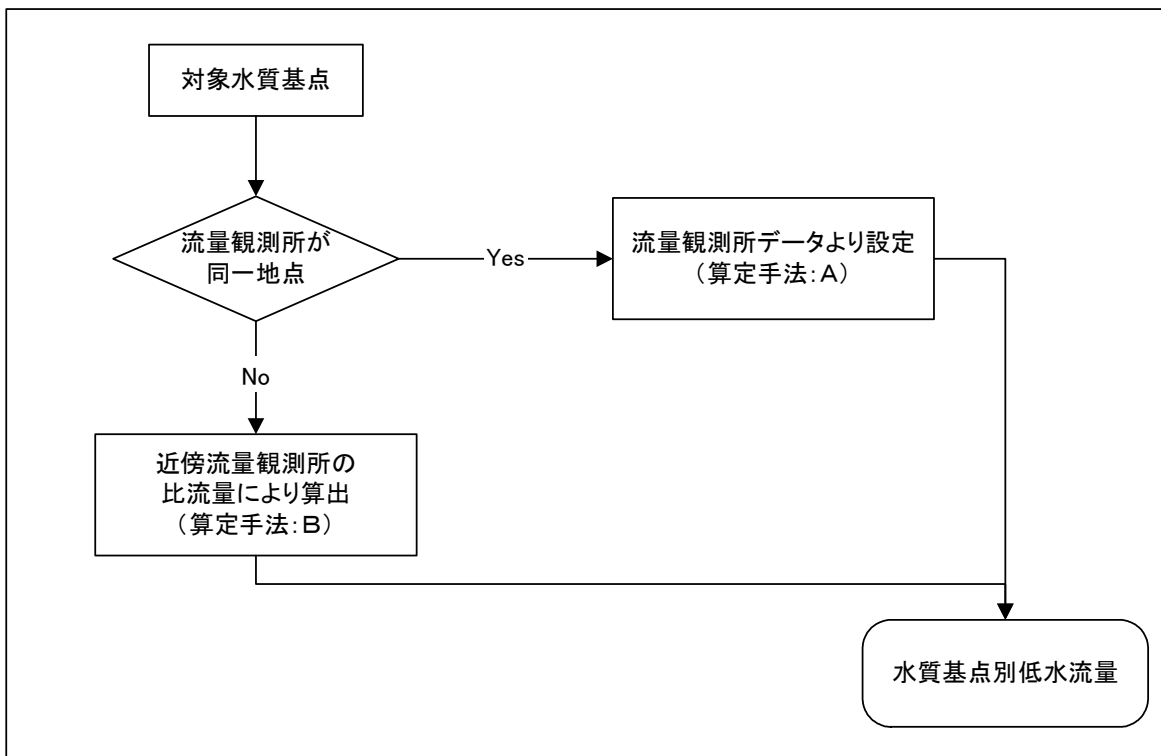 対象水質基点
流量観測所が
同一地点
Yes
流量観測所データより設定
（算定手法：Ａ）
No
近傍流量観測所の
比流量により算出
（算定手法：Ｂ）
水質基点別低水流量